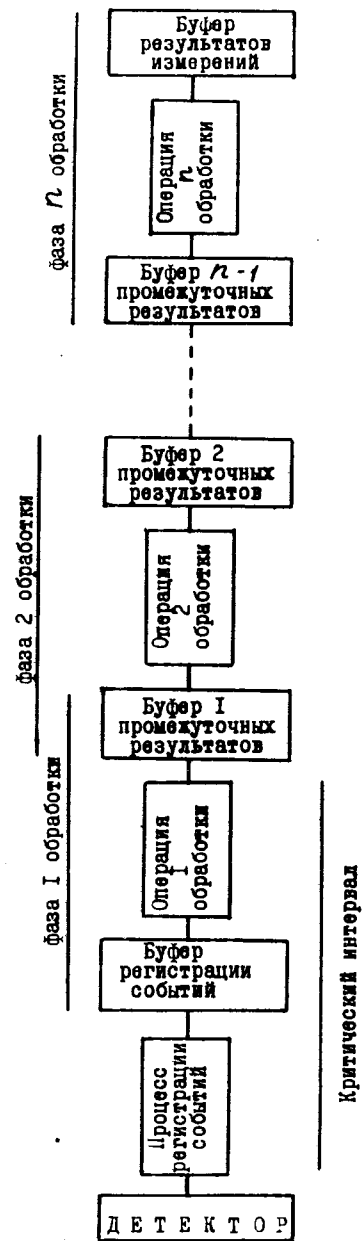 Буфер
результатов
измерений
фаза n обработки
Операция
n
обработки
Буфер n-1
промежуточных
результатов
Буфер 2
промежуточных
результатов
фаза 2 обработки
Операция
2
обработки
Буфер I
промежуточных
результатов
фаза I обработки
Операция
I
обработки
Буфер
регистрации
событий
Критический интервал
Процесс
регистрации
событий
ДЕТЕКТОР